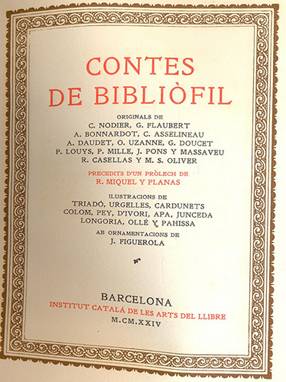 CONTES
DE BIBLIÒFIL
ORIGINALS DE
C. NODIER, G. FLAUBERT
A. BONNARDOT, C. ASSELINEAU
A. DAUDET, O. UZANNE, G. DOUCET
P. LOUYS, P. MILLE, J. PONS Y MASSAVEU
R. CASELLAS Y M. S. OLIVER
PRECEDITS D'UN PRÒLECH DE
R. MIQUEL Y PLANAS
ILUSTRACIONS DE
TRIADÓ, URGELLES, CARDUNETS
COLOM, PEY, D'IVORI, APA, JUNCEDA
LONGORIA, OLLÉ Y PAHISSA
AB ORNAMENTACIONS DE
J. FIGUEROLA
BARCELONA
INSTITUT CATALÁ DE LES ARTS DEL LLIBRE
M.CM.XXIV